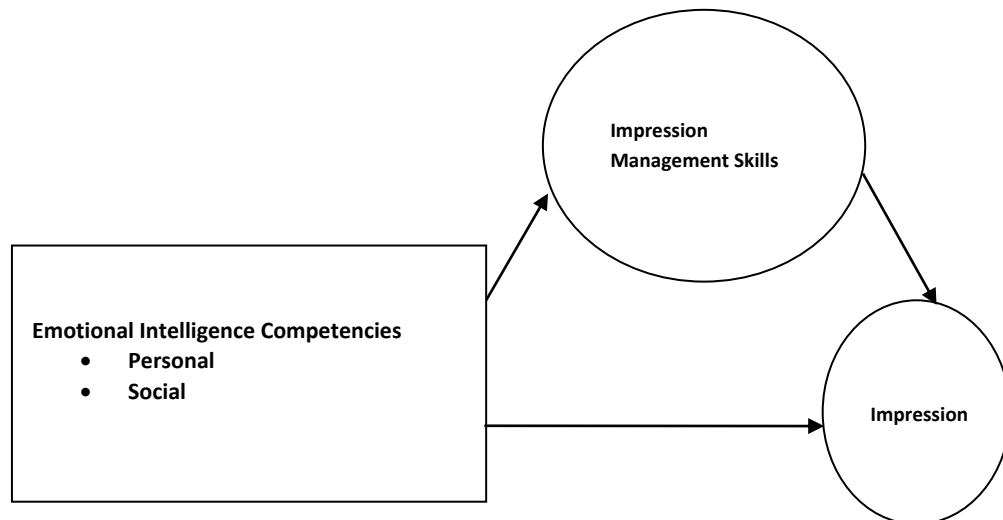 Impression
Management Skills
Emotional Intelligence Competencies
• Personal
• Social
Impression